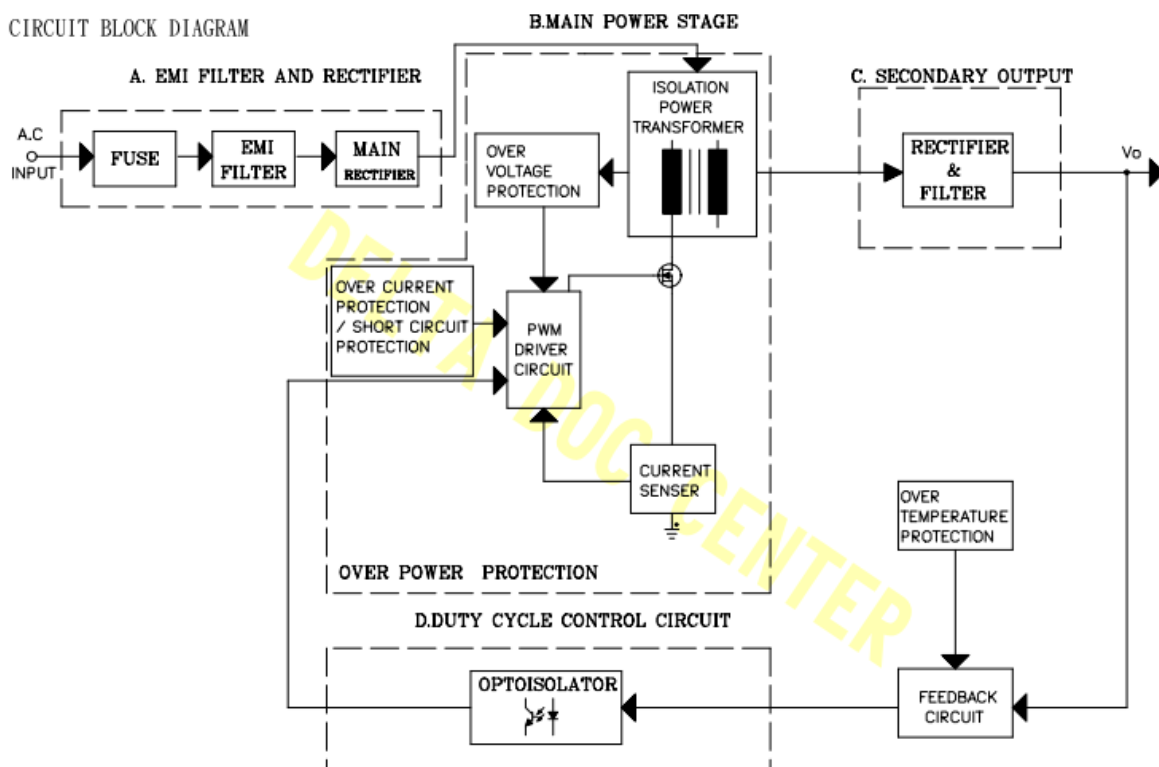 CIRCUIT BLOCK DIAGRAM
B.MAIN POWER STAGE
A. EMI FILTER AND RECTIFIER
C. SECONDARY OUTPUT
A.C
INPUT
FUSE
EMI
FILTER
MAIN
RECTIFIER
OVER
VOLTAGE
PROTECTION
ISOLATION
POWER
TRANSFORMER
RECTIFIER
&
FILTER
Vo
OVER CURRENT
PROTECTION
/ SHORT CIRCUIT
PROTECTION
PWM
DRIVER
CIRCUIT
CURRENT
SENSER
OVER
TEMPERATURE
PROTECTION
OVER POWER PROTECTION
D.DUTY CYCLE CONTROL CIRCUIT
OPTOISOLATOR
FEEDBACK
CIRCUIT
DELTA DOC CENTER